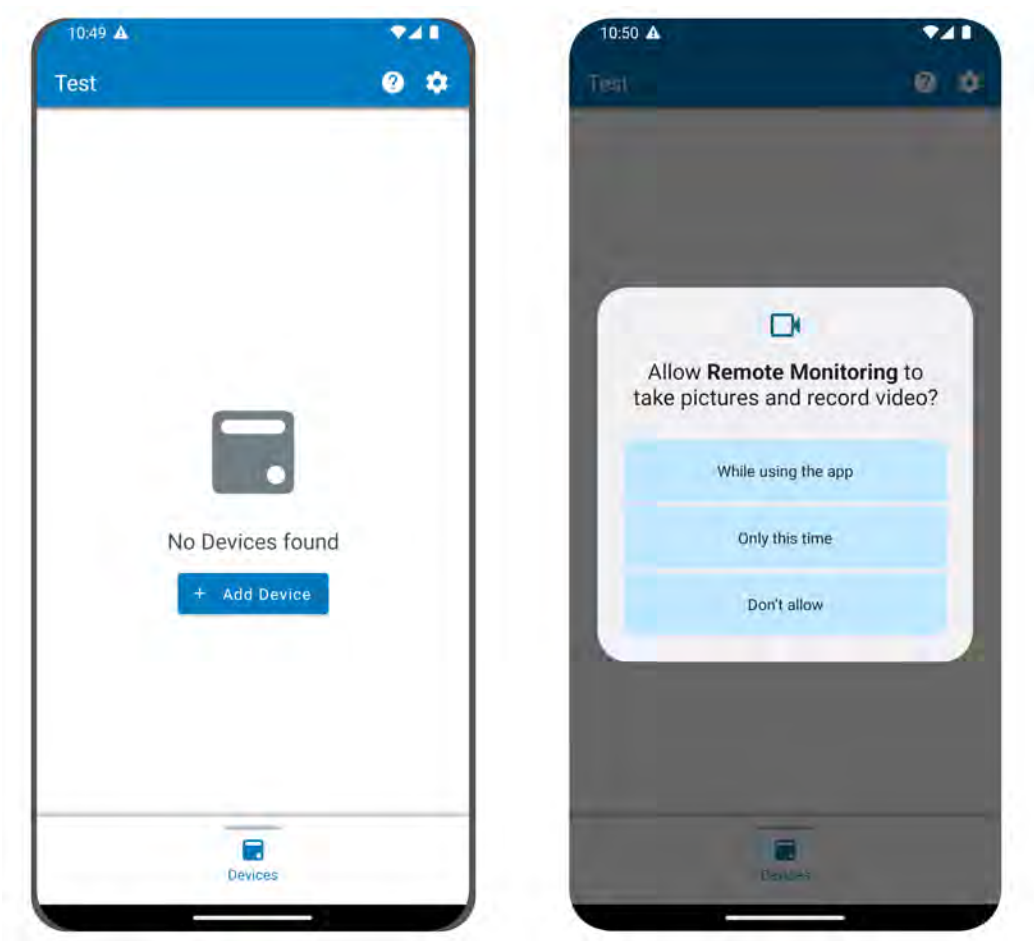 10:49
Test
No Devices found
+ Add Device
Devices
10:50
Test
Allow Remote Monitoring to
take pictures and record video?
While using the app
Only this time
Don't allow
Devices